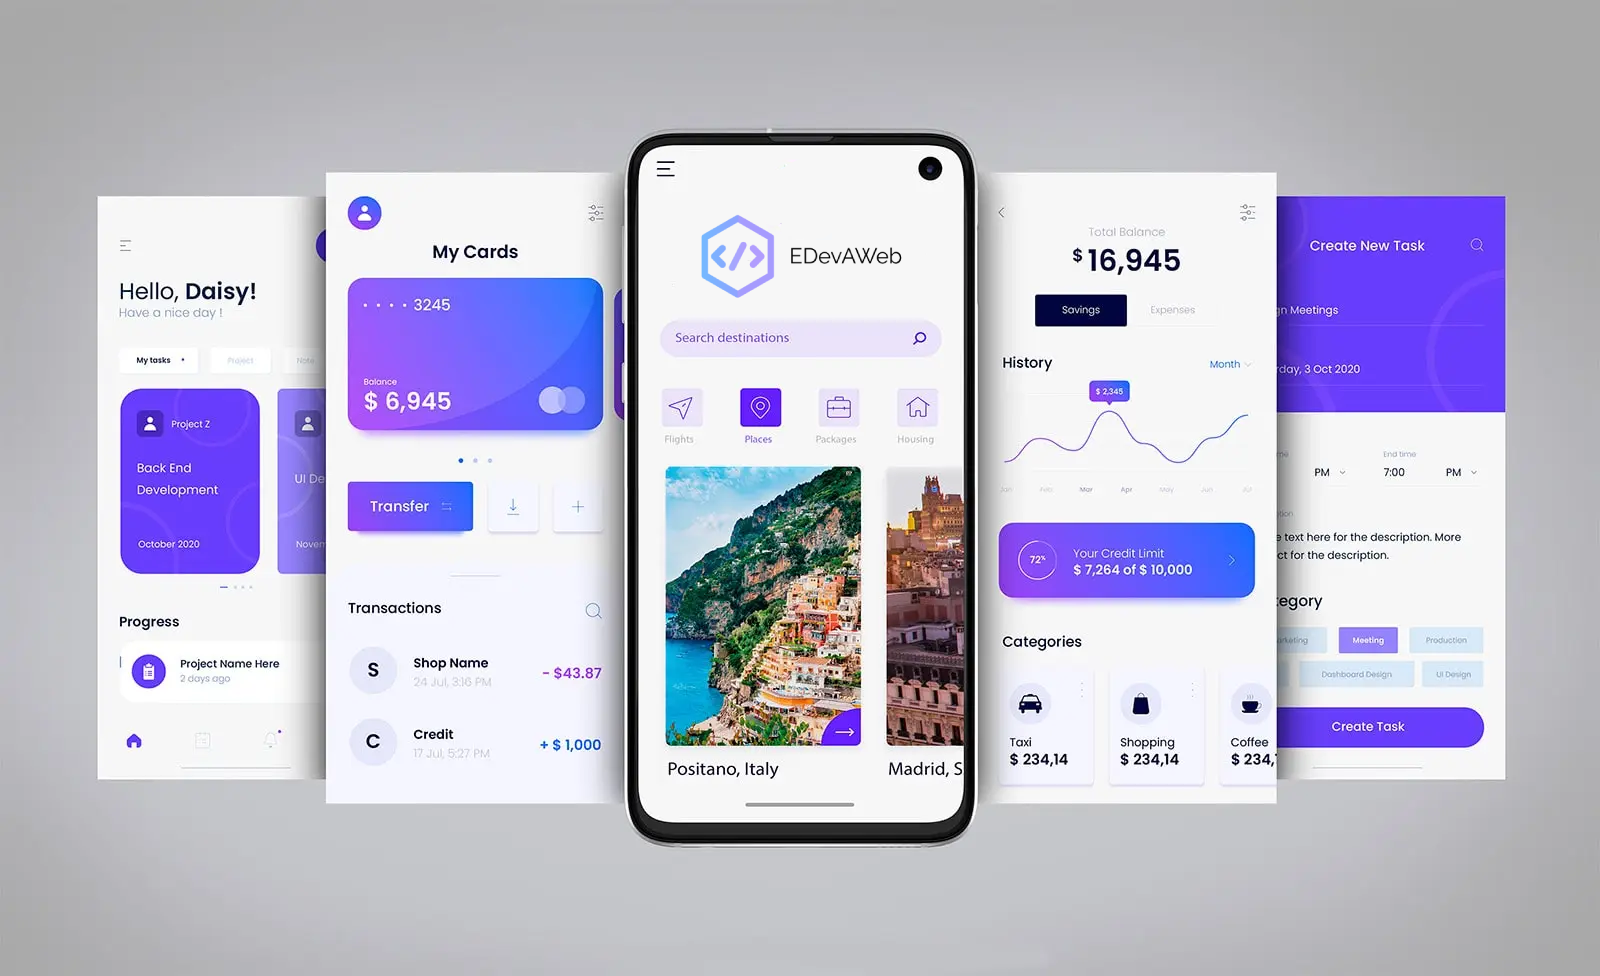 Hello, Daisy!
Have a nice day !
My tasks
Project
Note
Project Z
Back End
Development
October 2020
UI De
Novem
Progress
Project Name Here
2 days ago
My Cards
3245
Balance
$ 6,945
Transfer
Transactions
S
Shop Name
24 Jul, 3:16 PM
- $43.87
C
Credit
17 Jul, 5:27 PM
+ $ 1,000
</> EDevAWeb
Search destinations
Flights
Places
Packages
Housing
Positano, Italy
Madrid, S
Total Balance
$ 16,945
Savings
Expenses
History
Month
$ 2,345
Jan
Feb
Mar
Apr
May
Jun
Jul
72%
Your Credit Limit
$ 7,264 of $ 10,000
Categories
Taxi
$ 234,14
Shopping
$ 234,14
Coffee
$ 234,1
Create New Task
gn Meetings
rday, 3 Oct 2020
me
End time
PM
7:00
PM
tion
e text here for the description. More
ct for the description.
tegory
rketing
Meeting
Production
Dashboard Design
UI Design
Create Task